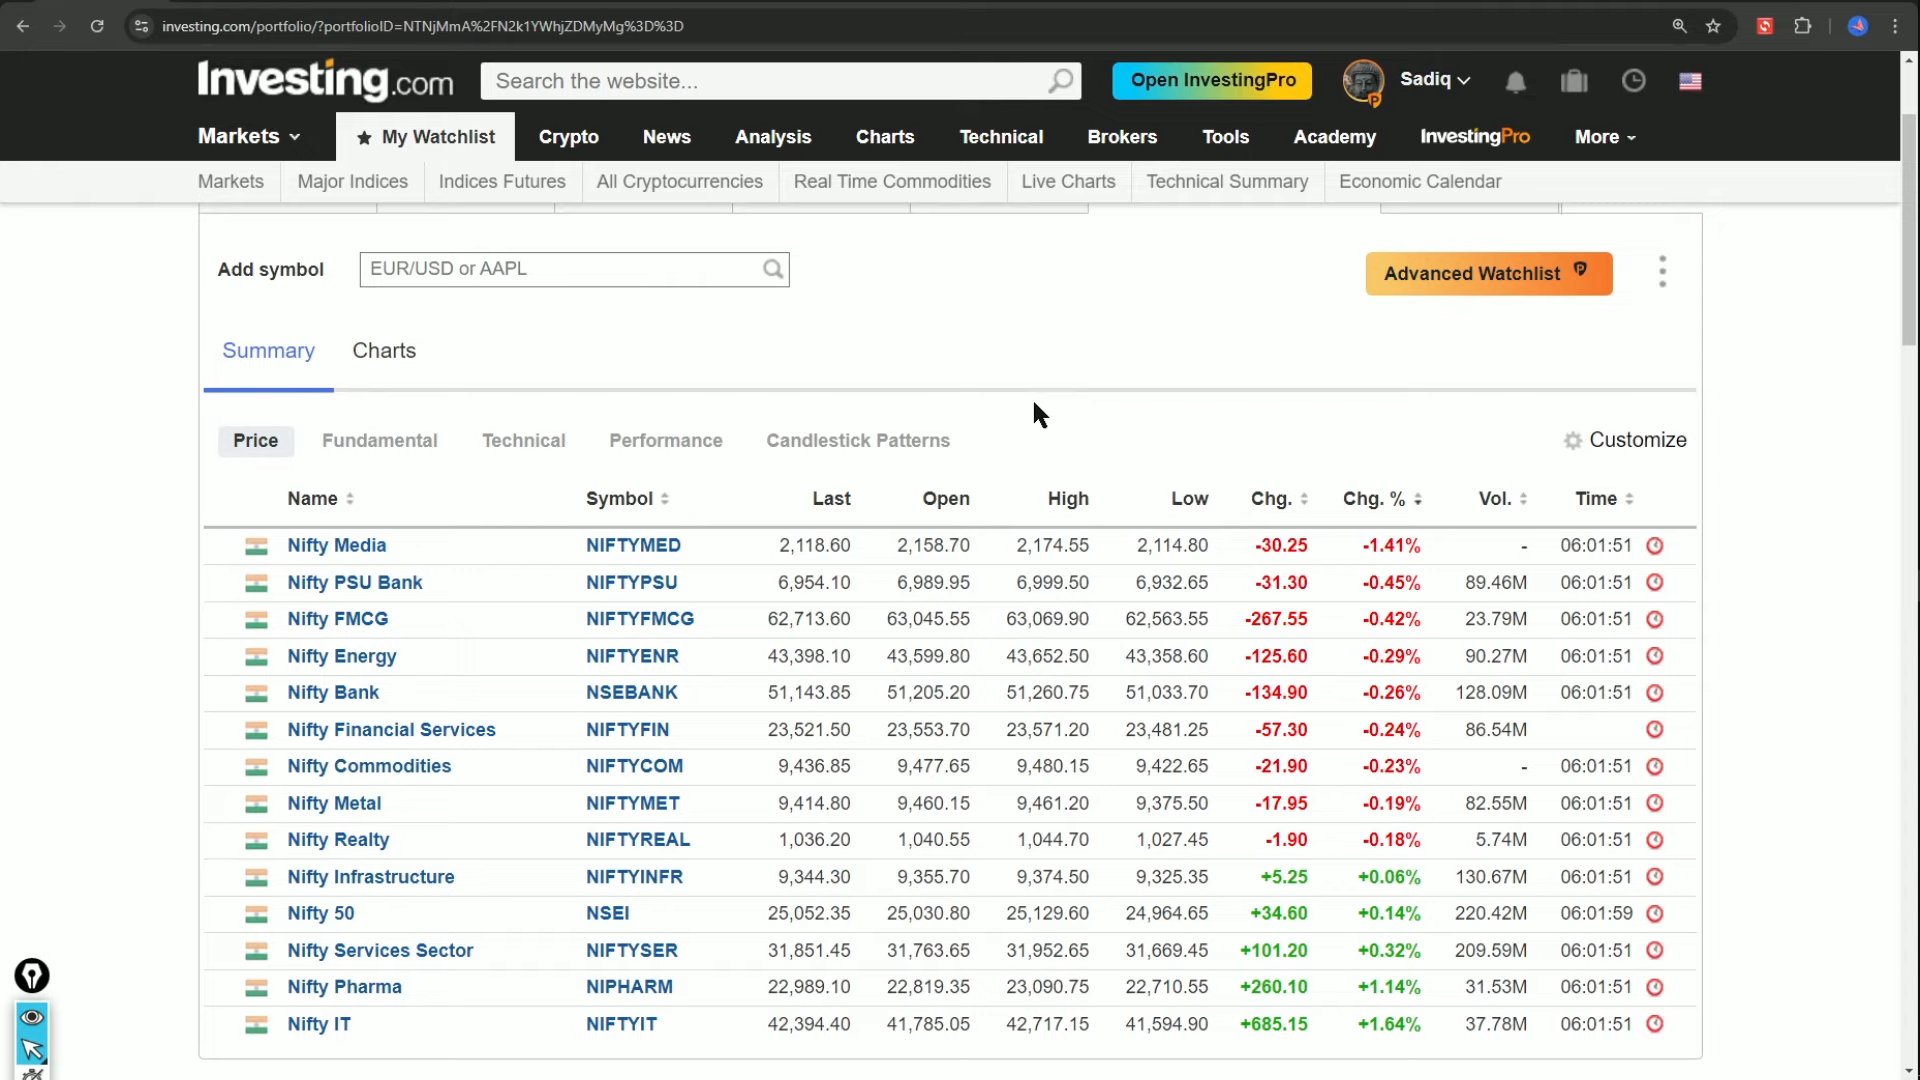 investing.com/portfolio/?portfolioID=NTNjMmA%2FN2k1YWhjZDMyMg%3D%3D
Investing.com Search the website... Open InvestingPro Sadiq
Markets My Watchlist Crypto News Analysis Charts Technical Brokers Tools Academy InvestingPro More
Markets Major Indices Indices Futures All Cryptocurrencies Real Time Commodities Live Charts Technical Summary Economic Calendar
Add symbol EUR/USD or AAPL Advanced Watchlist
Summary Charts
Price Fundamental Technical Performance Candlestick Patterns Customize
Name Symbol Last Open High Low Chg. Chg. % Vol. Time
Nifty Media NIFTYMED 2,118.60 2,158.70 2,174.55 2,114.80 -30.25 -1.41% - 06:01:51
Nifty PSU Bank NIFTYPSU 6,954.10 6,989.95 6,999.50 6,932.65 -31.30 -0.45% 89.46M 06:01:51
Nifty FMCG NIFTYFMCG 62,713.60 63,045.55 63,069.90 62,563.55 -267.55 -0.42% 23.79M 06:01:51
Nifty Energy NIFTYENR 43,398.10 43,599.80 43,652.50 43,358.60 -125.60 -0.29% 90.27M 06:01:51
Nifty Bank NSEBANK 51,143.85 51,205.20 51,260.75 51,033.70 -134.90 -0.26% 128.09M 06:01:51
Nifty Financial Services NIFTYFIN 23,521.50 23,553.70 23,571.20 23,481.25 -57.30 -0.24% 86.54M
Nifty Commodities NIFTYCOM 9,436.85 9,477.65 9,480.15 9,422.65 -21.90 -0.23% - 06:01:51
Nifty Metal NIFTYMET 9,414.80 9,460.15 9,461.20 9,375.50 -17.95 -0.19% 82.55M 06:01:51
Nifty Realty NIFTYREAL 1,036.20 1,040.55 1,044.70 1,027.45 -1.90 -0.18% 5.74M 06:01:51
Nifty Infrastructure NIFTYINFR 9,344.30 9,355.70 9,374.50 9,325.35 +5.25 +0.06% 130.67M 06:01:51
Nifty 50 NSEI 25,052.35 25,030.80 25,129.60 24,964.65 +34.60 +0.14% 220.42M 06:01:59
Nifty Services Sector NIFTYSER 31,851.45 31,763.65 31,952.65 31,669.45 +101.20 +0.32% 209.59M 06:01:51
Nifty Pharma NIPHARM 22,989.10 22,819.35 23,090.75 22,710.55 +260.10 +1.14% 31.53M 06:01:51
Nifty IT NIFTYIT 42,394.40 41,785.05 42,717.15 41,594.90 +685.15 +1.64% 37.78M 06:01:51